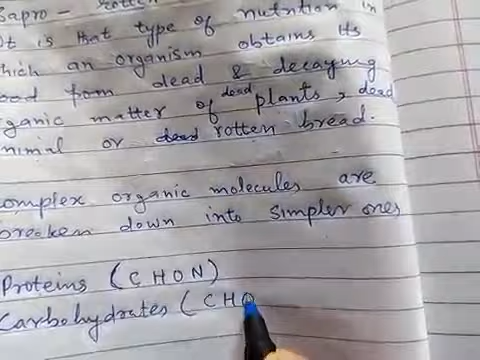 Sapro - rotten
It is that type of nutrition in
which an organism obtains its
food from dead & decaying
organic matter of dead plants, dead
animal or dead rotten bread.
complex organic molecules are
breeken down into simpler ones
Proteins (CHON)
Carbohydrates (CHO